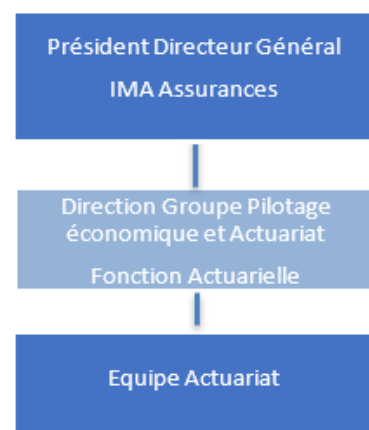 Président Directeur Général
IMA Assurances
Direction Groupe Pilotage
économique et Actuariat
Fonction Actuarielle
Equipe Actuariat